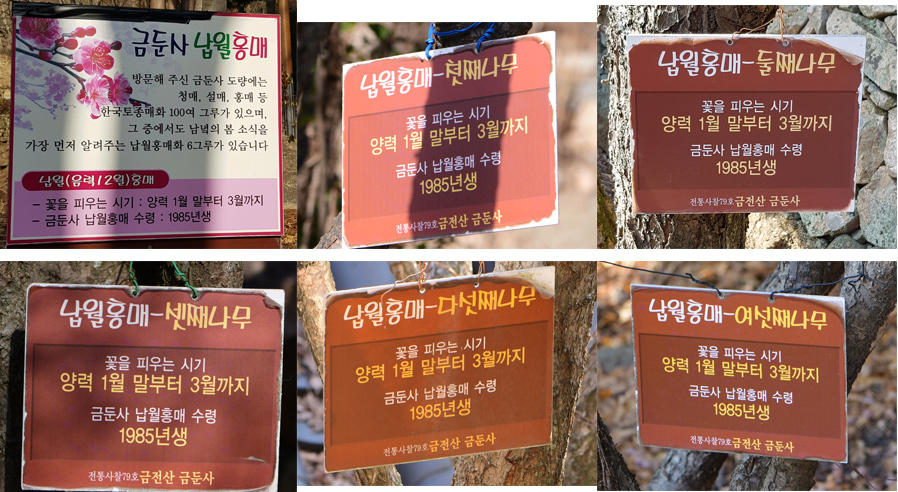 금둔사 납월홍매
방문해 주신 금둔사 도량에는
청매, 설매, 홍매 등
한국토종매화 100여 그루가 있으며,
그 중에서도 남녘의 봄 소식을
가장 먼저 알려주는 납월홍매화 6그루가 있습니다
납월(음력12월)홍매
– 꽃을 피우는 시기 : 양력 1월 말부터 3월까지
– 금둔사 납월홍매 수령 : 1985년생
납월홍매-첫째나무
꽃을 피우는 시기
양력 1월 말부터 3월까지
금둔사 납월홍매 수령
1985년생
전통사찰79호 금전산 금둔사
납월홍매-둘째나무
꽃을 피우는 시기
양력 1월 말부터 3월까지
금둔사 납월홍매 수령
1985년생
전통사찰79호 금전산 금둔사
납월홍매-셋째나무
꽃을 피우는 시기
양력 1월 말부터 3월까지
금둔사 납월홍매 수령
1985년생
전통사찰79호 금전산 금둔사
납월홍매-다섯째나무
꽃을 피우는 시기
양력 1월 말부터 3월까지
금둔사 납월홍매 수령
1985년생
전통사찰79호 금전산 금둔사
납월홍매-여섯째나무
꽃을 피우는 시기
양력 1월 말부터 3월까지
금둔사 납월홍매 수령
1985년생
전통사찰79호 금전산 금둔사